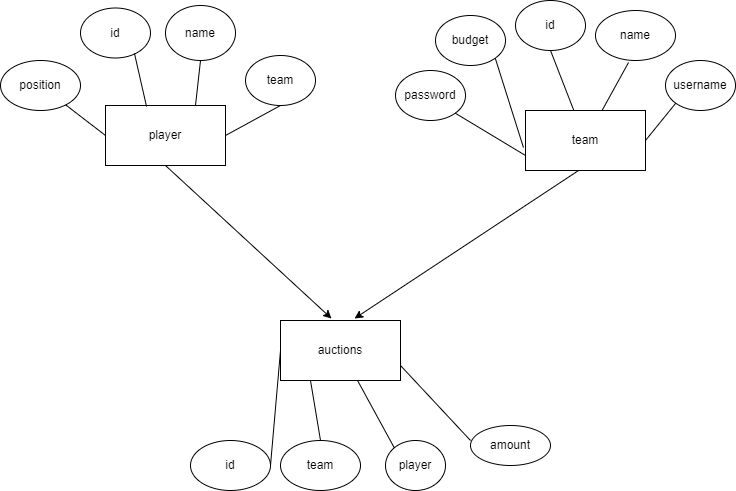 id
name
position
team
player
budget
id
name
password
username
team
auctions
id
team
player
amount